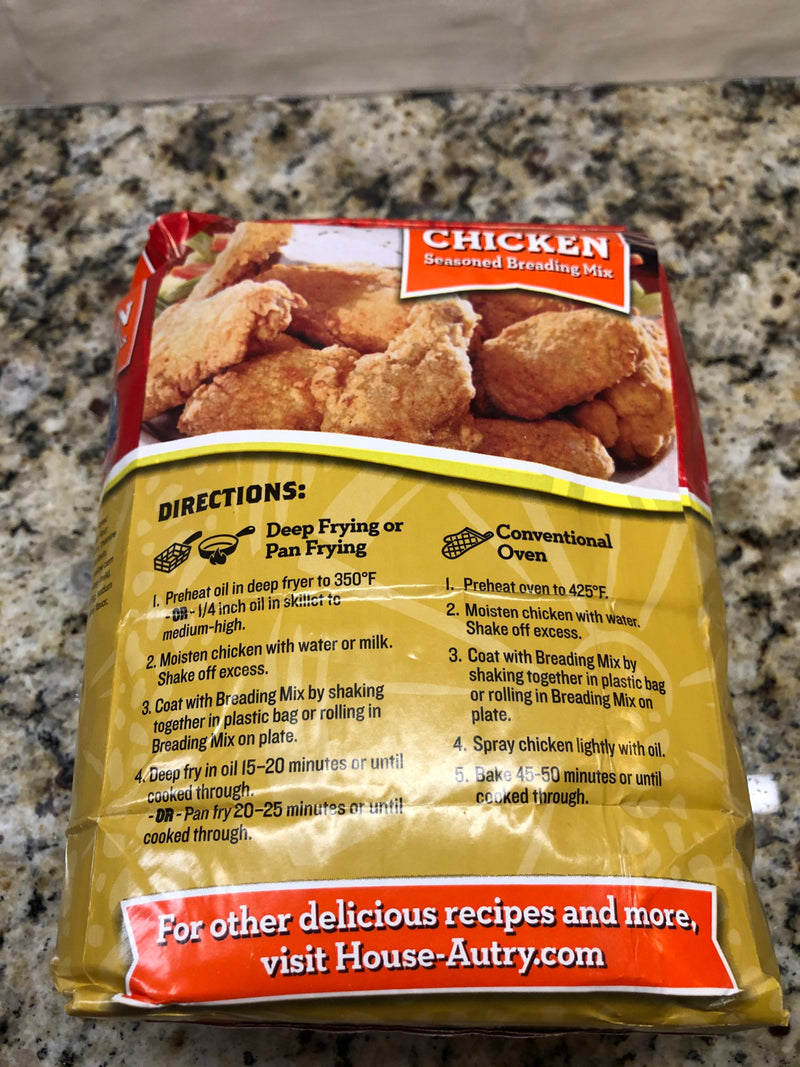 CHICKEN
Seasoned Breading Mix
N
DIRECTIONS:
Deep Frying or
Pan Frying
1. Preheat oil in deep fryer to 350°F
-OR- 1/4 inch oil in skillet to
medium-high.
2. Moisten chicken with water or milk.
Shake off excess.
3. Coat with Breading Mix by shaking
together in plastic bag or rolling in
Breading Mix on plate.
4. Deep fry in oil 15–20 minutes or until
cooked through.
-OR- Pan fry 20–25 minutes or until
cooked through.
Conventional
Oven
1. Preheat oven to 425°F.
2. Moisten chicken with water.
Shake off excess.
3. Coat with Breading Mix by
shaking together in plastic bag
or rolling in Breading Mix on
plate.
4. Spray chicken lightly with oil.
5. Bake 45-50 minutes or until
cooked through.
For other delicious recipes and more,
visit House-Autry.com